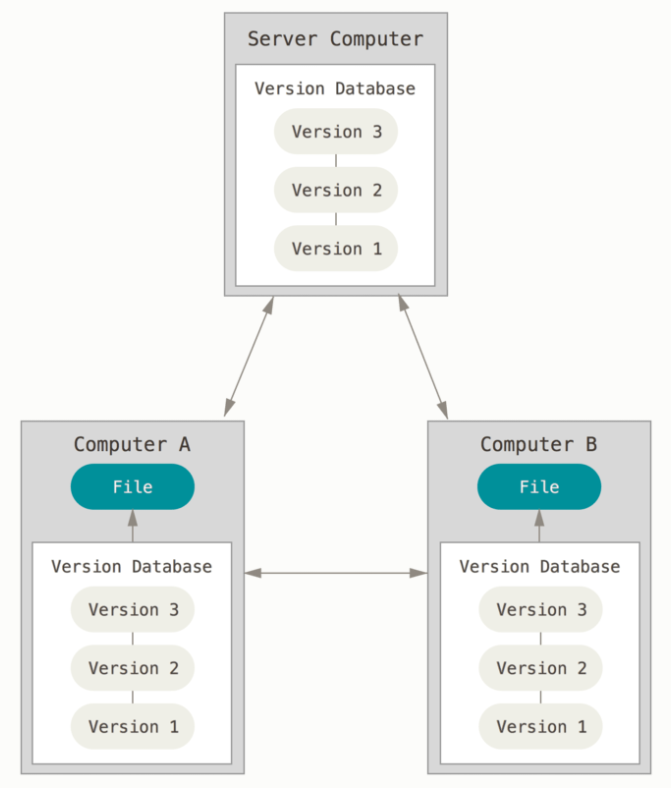 Server Computer
Version Database
Version 3
Version 2
Version 1
Computer A
File
Version Database
Version 3
Version 2
Version 1
Computer B
File
Version Database
Version 3
Version 2
Version 1